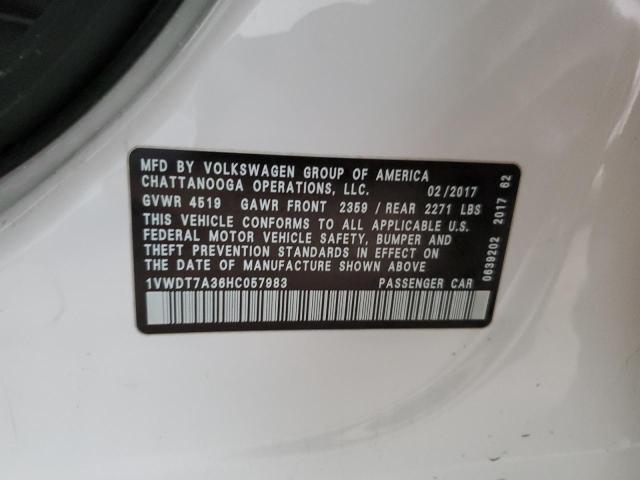 MFD BY VOLKSWAGEN GROUP OF AMERICA
CHATTANOOGA OPERATIONS, LLC. 02/2017
GVWR 4519 GAWR FRONT 2359 / REAR 2271 LBS
THIS VEHICLE CONFORMS TO ALL APPLICABLE U.S.
FEDERAL MOTOR VEHICLE SAFETY, BUMPER AND
THEFT PREVENTION STANDARDS IN EFFECT ON
THE DATE OF MANUFACTURE SHOWN ABOVE
1VWDT7A36HC057983 PASSENGER CAR
0639202 2017 62